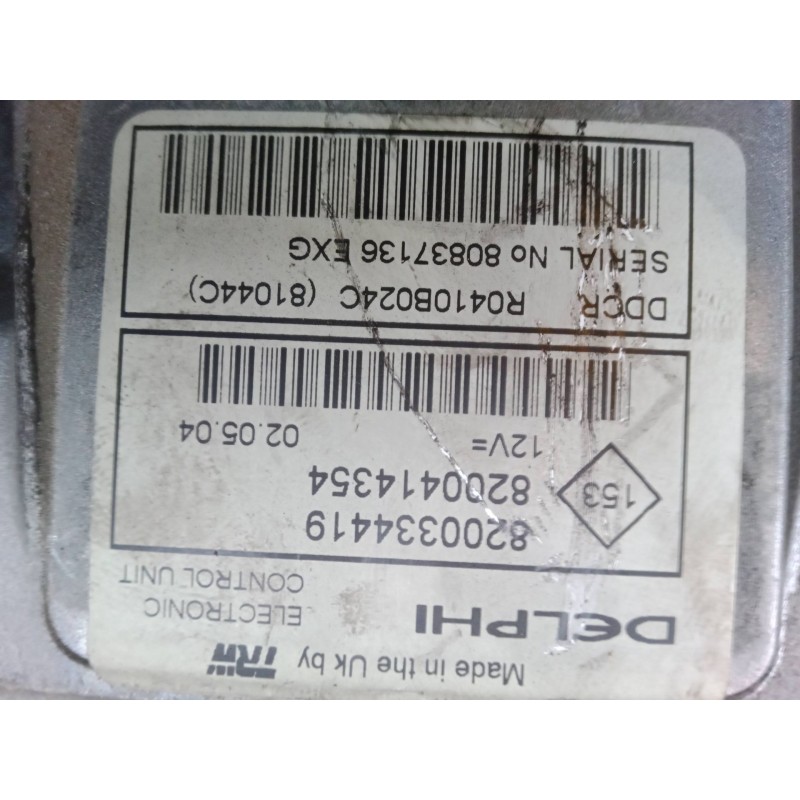 Made in the Uk by TRW
DELPHI
ELECTRONIC
CONTROL UNIT
8200334419
8200414354
153
12V=
02.05.04
DDCR R0410B024C (81044C)
SERIAL No 80837136 EXG